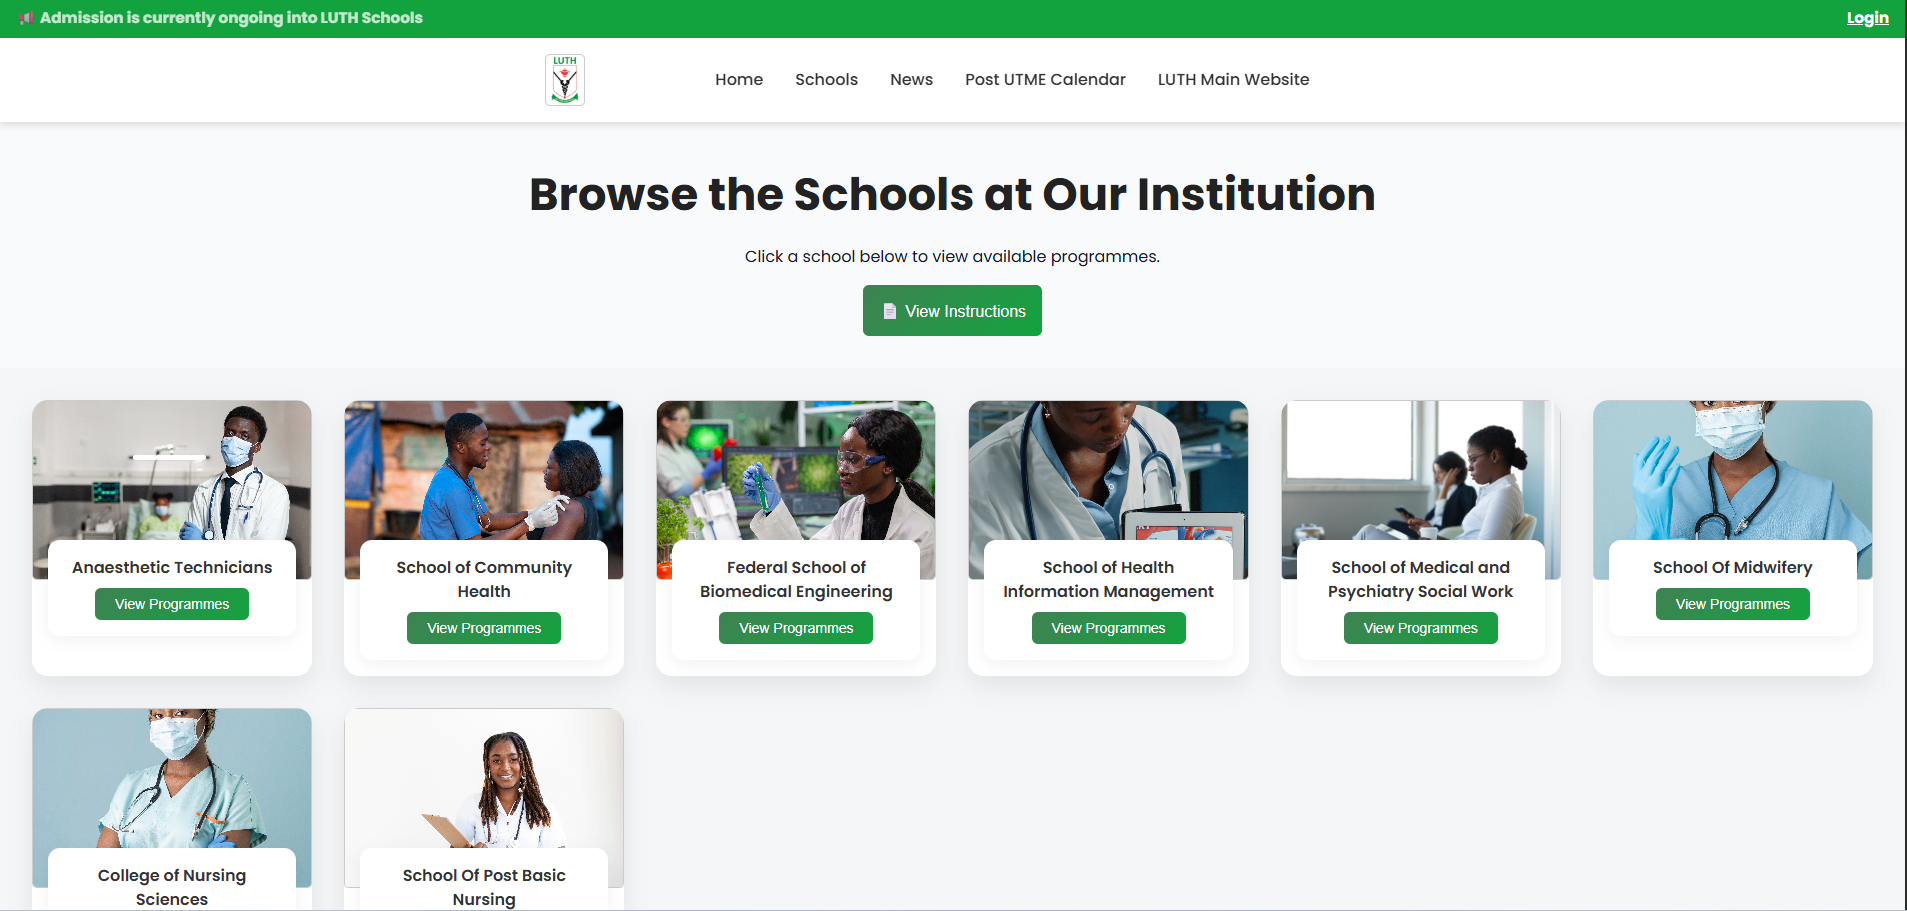 Admission is currently ongoing into LUTH Schools
Login
LUTH
Home
Schools
News
Post UTME Calendar
LUTH Main Website
Browse the Schools at Our Institution
Click a school below to view available programmes.
View Instructions
Anaesthetic Technicians
View Programmes
School of Community
Health
View Programmes
Federal School of
Biomedical Engineering
View Programmes
School of Health
Information Management
View Programmes
School of Medical and
Psychiatry Social Work
View Programmes
School Of Midwifery
View Programmes
College of Nursing
Sciences
School Of Post Basic
Nursing